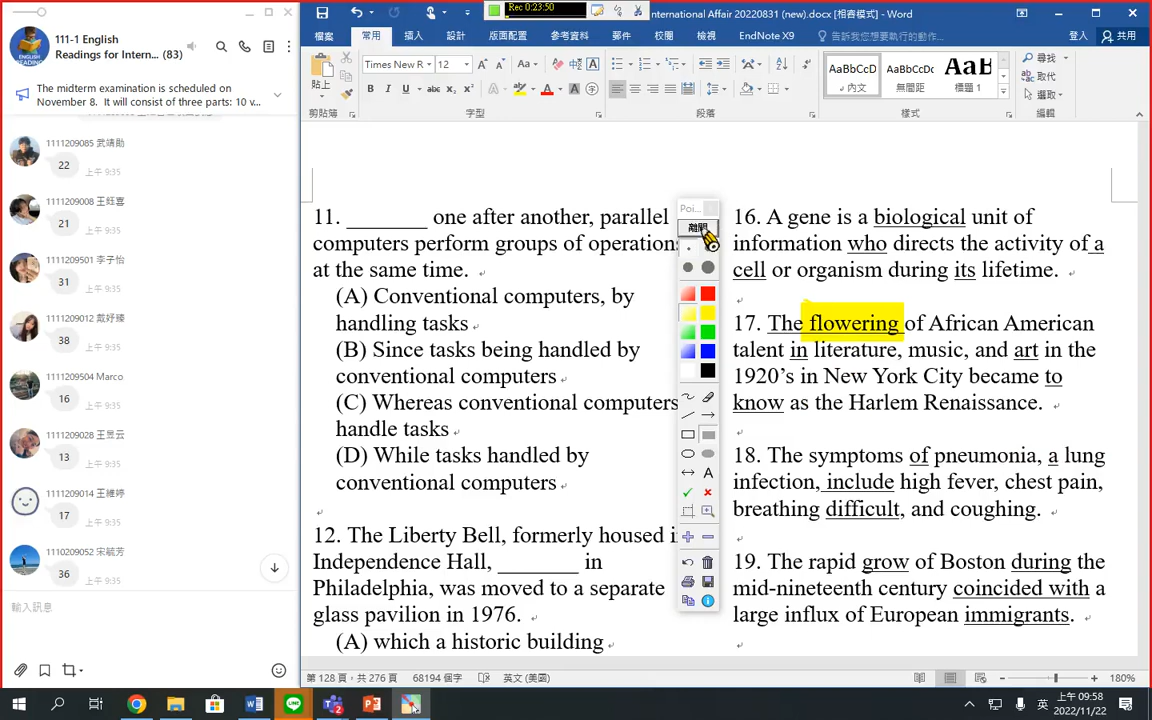 111-1 English
Readings for Intern... (83)
The midterm examination is scheduled on
November 8. It will consist of three parts: 10 v...
1111209085 武靖勛
22
上午 9:35
1111209008 王鈺喜
21
上午 9:35
1111209501 李子怡
31
上午 9:35
1111209012 戴妤臻
38
上午 9:35
1111209504 Marco
16
上午 9:35
1111209028 王昱云
13
上午 9:35
1111209014 王維婷
17
上午 9:35
1110209052 宋毓芳
36
上午 9:35
輸入訊息
Rec 0:23:50
nternational Affair 20220831 (new).docx [相容模式] - Word
檔案 常用 插入 設計 版面配置 參考資料 郵件 校閱 檢視 EndNote X9 告訴我您想要執行的動作... 登入 共用
貼上
Times New R 12
AaBbCcD AaBbCcDc AaB
內文 無間距 標題 1
尋找
取代
選取
剪貼簿 字型 段落 樣式 編輯
11. ________ one after another, parallel
computers perform groups of operations
at the same time.
(A) Conventional computers, by
handling tasks
(B) Since tasks being handled by
conventional computers
(C) Whereas conventional computers
handle tasks
(D) While tasks handled by
conventional computers
12. The Liberty Bell, formerly housed i
Independence Hall, ________ in
Philadelphia, was moved to a separate
glass pavilion in 1976.
(A) which a historic building
Poi...
離開
16. A gene is a biological unit of
information who directs the activity of a
cell or organism during its lifetime.
17. The flowering of African American
talent in literature, music, and art in the
1920’s in New York City became to
know as the Harlem Renaissance.
18. The symptoms of pneumonia, a lung
infection, include high fever, chest pain,
breathing difficult, and coughing.
19. The rapid grow of Boston during the
mid-nineteenth century coincided with a
large influx of European immigrants.
第 128 頁，共 276 頁 68194 個字 英文 (美國) 180%
英 上午 09:58
2022/11/22